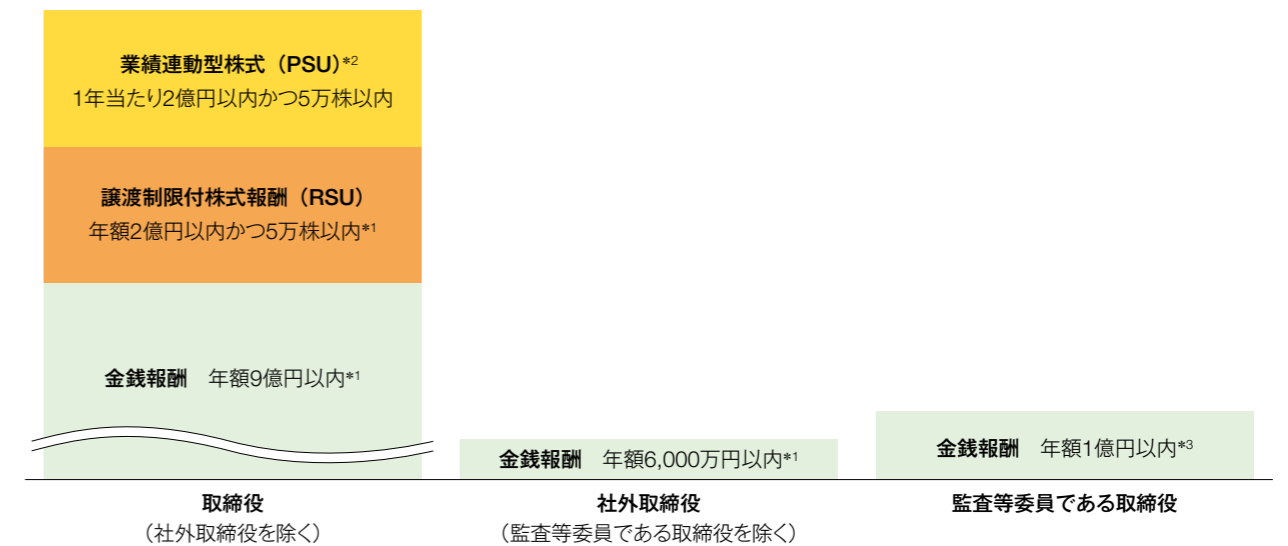 業績連動型株式（PSU）*2
1年当たり2億円以内かつ5万株以内
譲渡制限付株式報酬（RSU）
年額2億円以内かつ5万株以内*1
金銭報酬　年額9億円以内*1
金銭報酬　年額6,000万円以内*1
金銭報酬　年額1億円以内*3
取締役
（社外取締役を除く）
社外取締役
（監査等委員である取締役を除く）
監査等委員である取締役